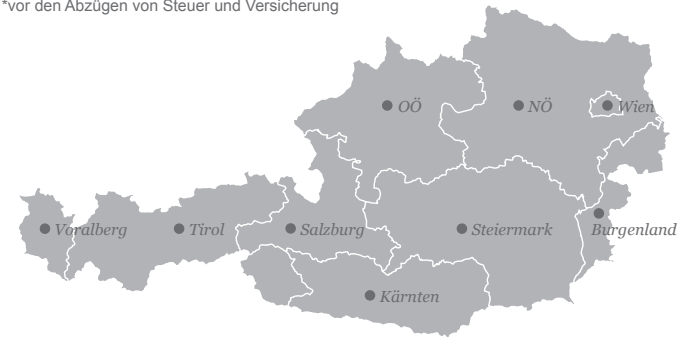 *vor den Abzügen von Steuer und Versicherung
OÖ
NÖ
Wien
Voralberg
Tirol
Salzburg
Steiermark
Burgenland
Kärnten